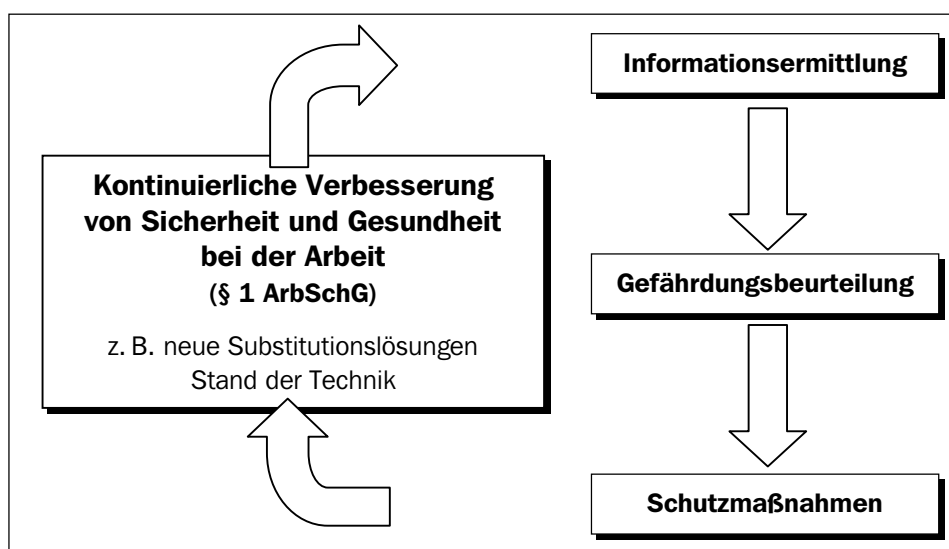 Kontinuierliche Verbesserung
von Sicherheit und Gesundheit
bei der Arbeit
(§ 1 ArbSchG)
z. B. neue Substitutionslösungen
Stand der Technik
Informationsermittlung
Gefährdungsbeurteilung
Schutzmaßnahmen